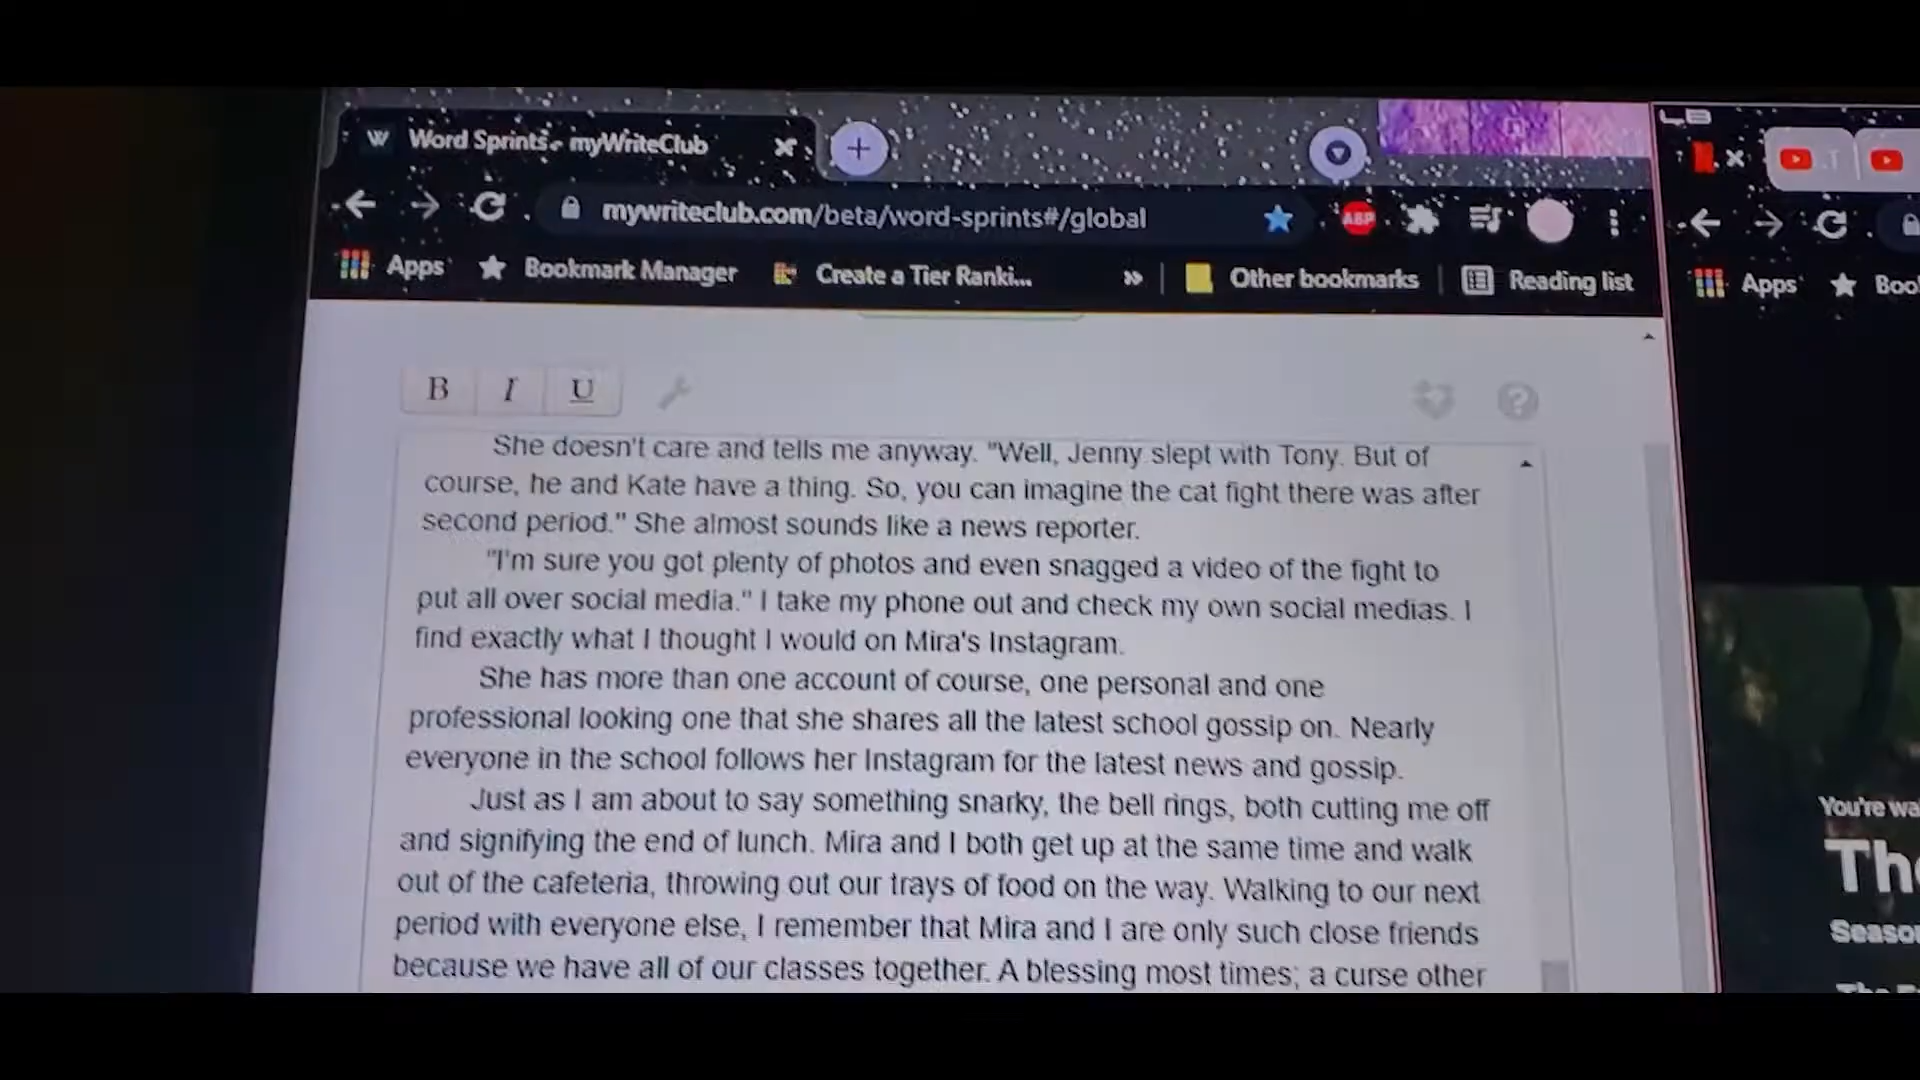 Word Sprints - myWriteClub
mywriteclub.com/beta/word-sprints#/global
ABP
Apps
Bookmark Manager
Create a Tier Ranki...
Other bookmarks
Reading list
Apps
B I U
She doesn't care and tells me anyway. "Well, Jenny slept with Tony. But of
course, he and Kate have a thing. So, you can imagine the cat fight there was after
second period." She almost sounds like a news reporter.
"I'm sure you got plenty of photos and even snagged a video of the fight to
put all over social media." I take my phone out and check my own social medias. I
find exactly what I thought I would on Mira's Instagram.
She has more than one account of course, one personal and one
professional looking one that she shares all the latest school gossip on. Nearly
everyone in the school follows her Instagram for the latest news and gossip.
Just as I am about to say something snarky, the bell rings, both cutting me off
and signifying the end of lunch. Mira and I both get up at the same time and walk
out of the cafeteria, throwing out our trays of food on the way. Walking to our next
period with everyone else, I remember that Mira and I are only such close friends
because we have all of our classes together. A blessing most times; a curse other
You're wa
The
Season